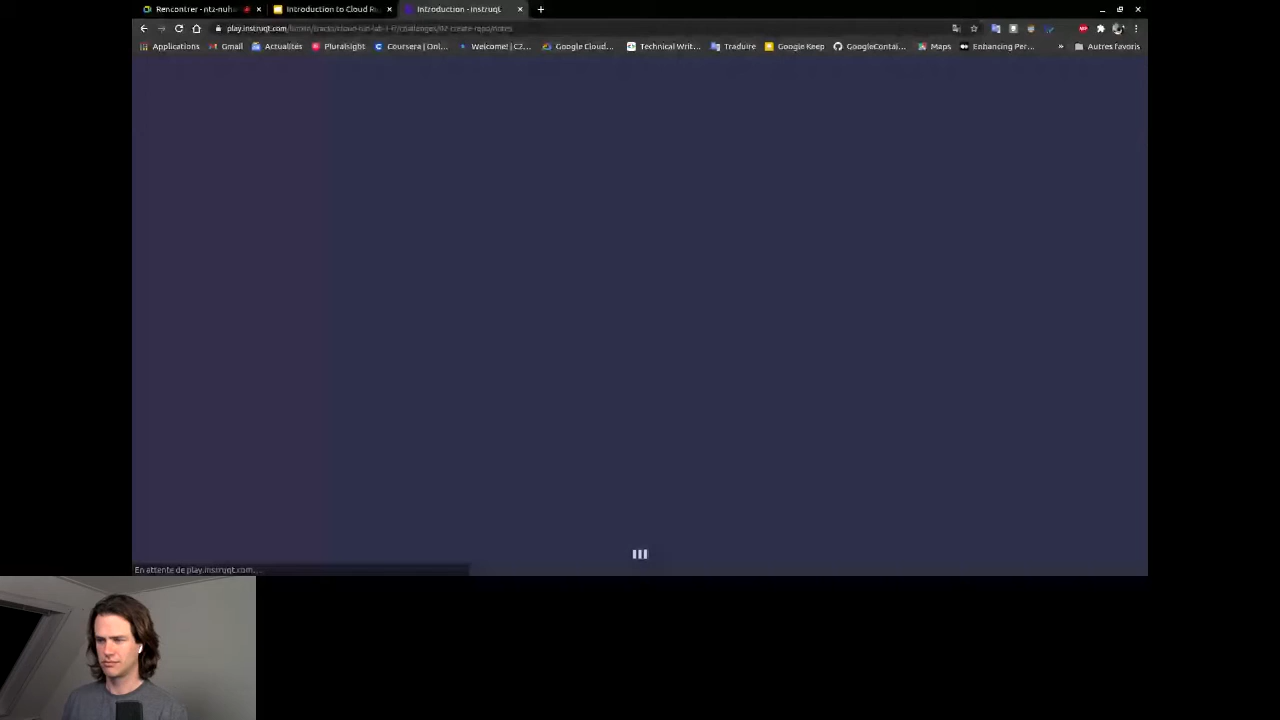 Rencontrer - ntz-nuh
Introduction to Cloud R
Introduction - Instruqt
play.instruqt.com
Applications
Gmail
Actualités
Pluralsight
Coursera | Onl...
Welcome! | C2...
Google Cloud...
Technical Writ...
Traduire
Google Keep
GoogleContai...
Maps
Enhancing Per...
»
Autres favoris
En attente de play.instruqt.com...